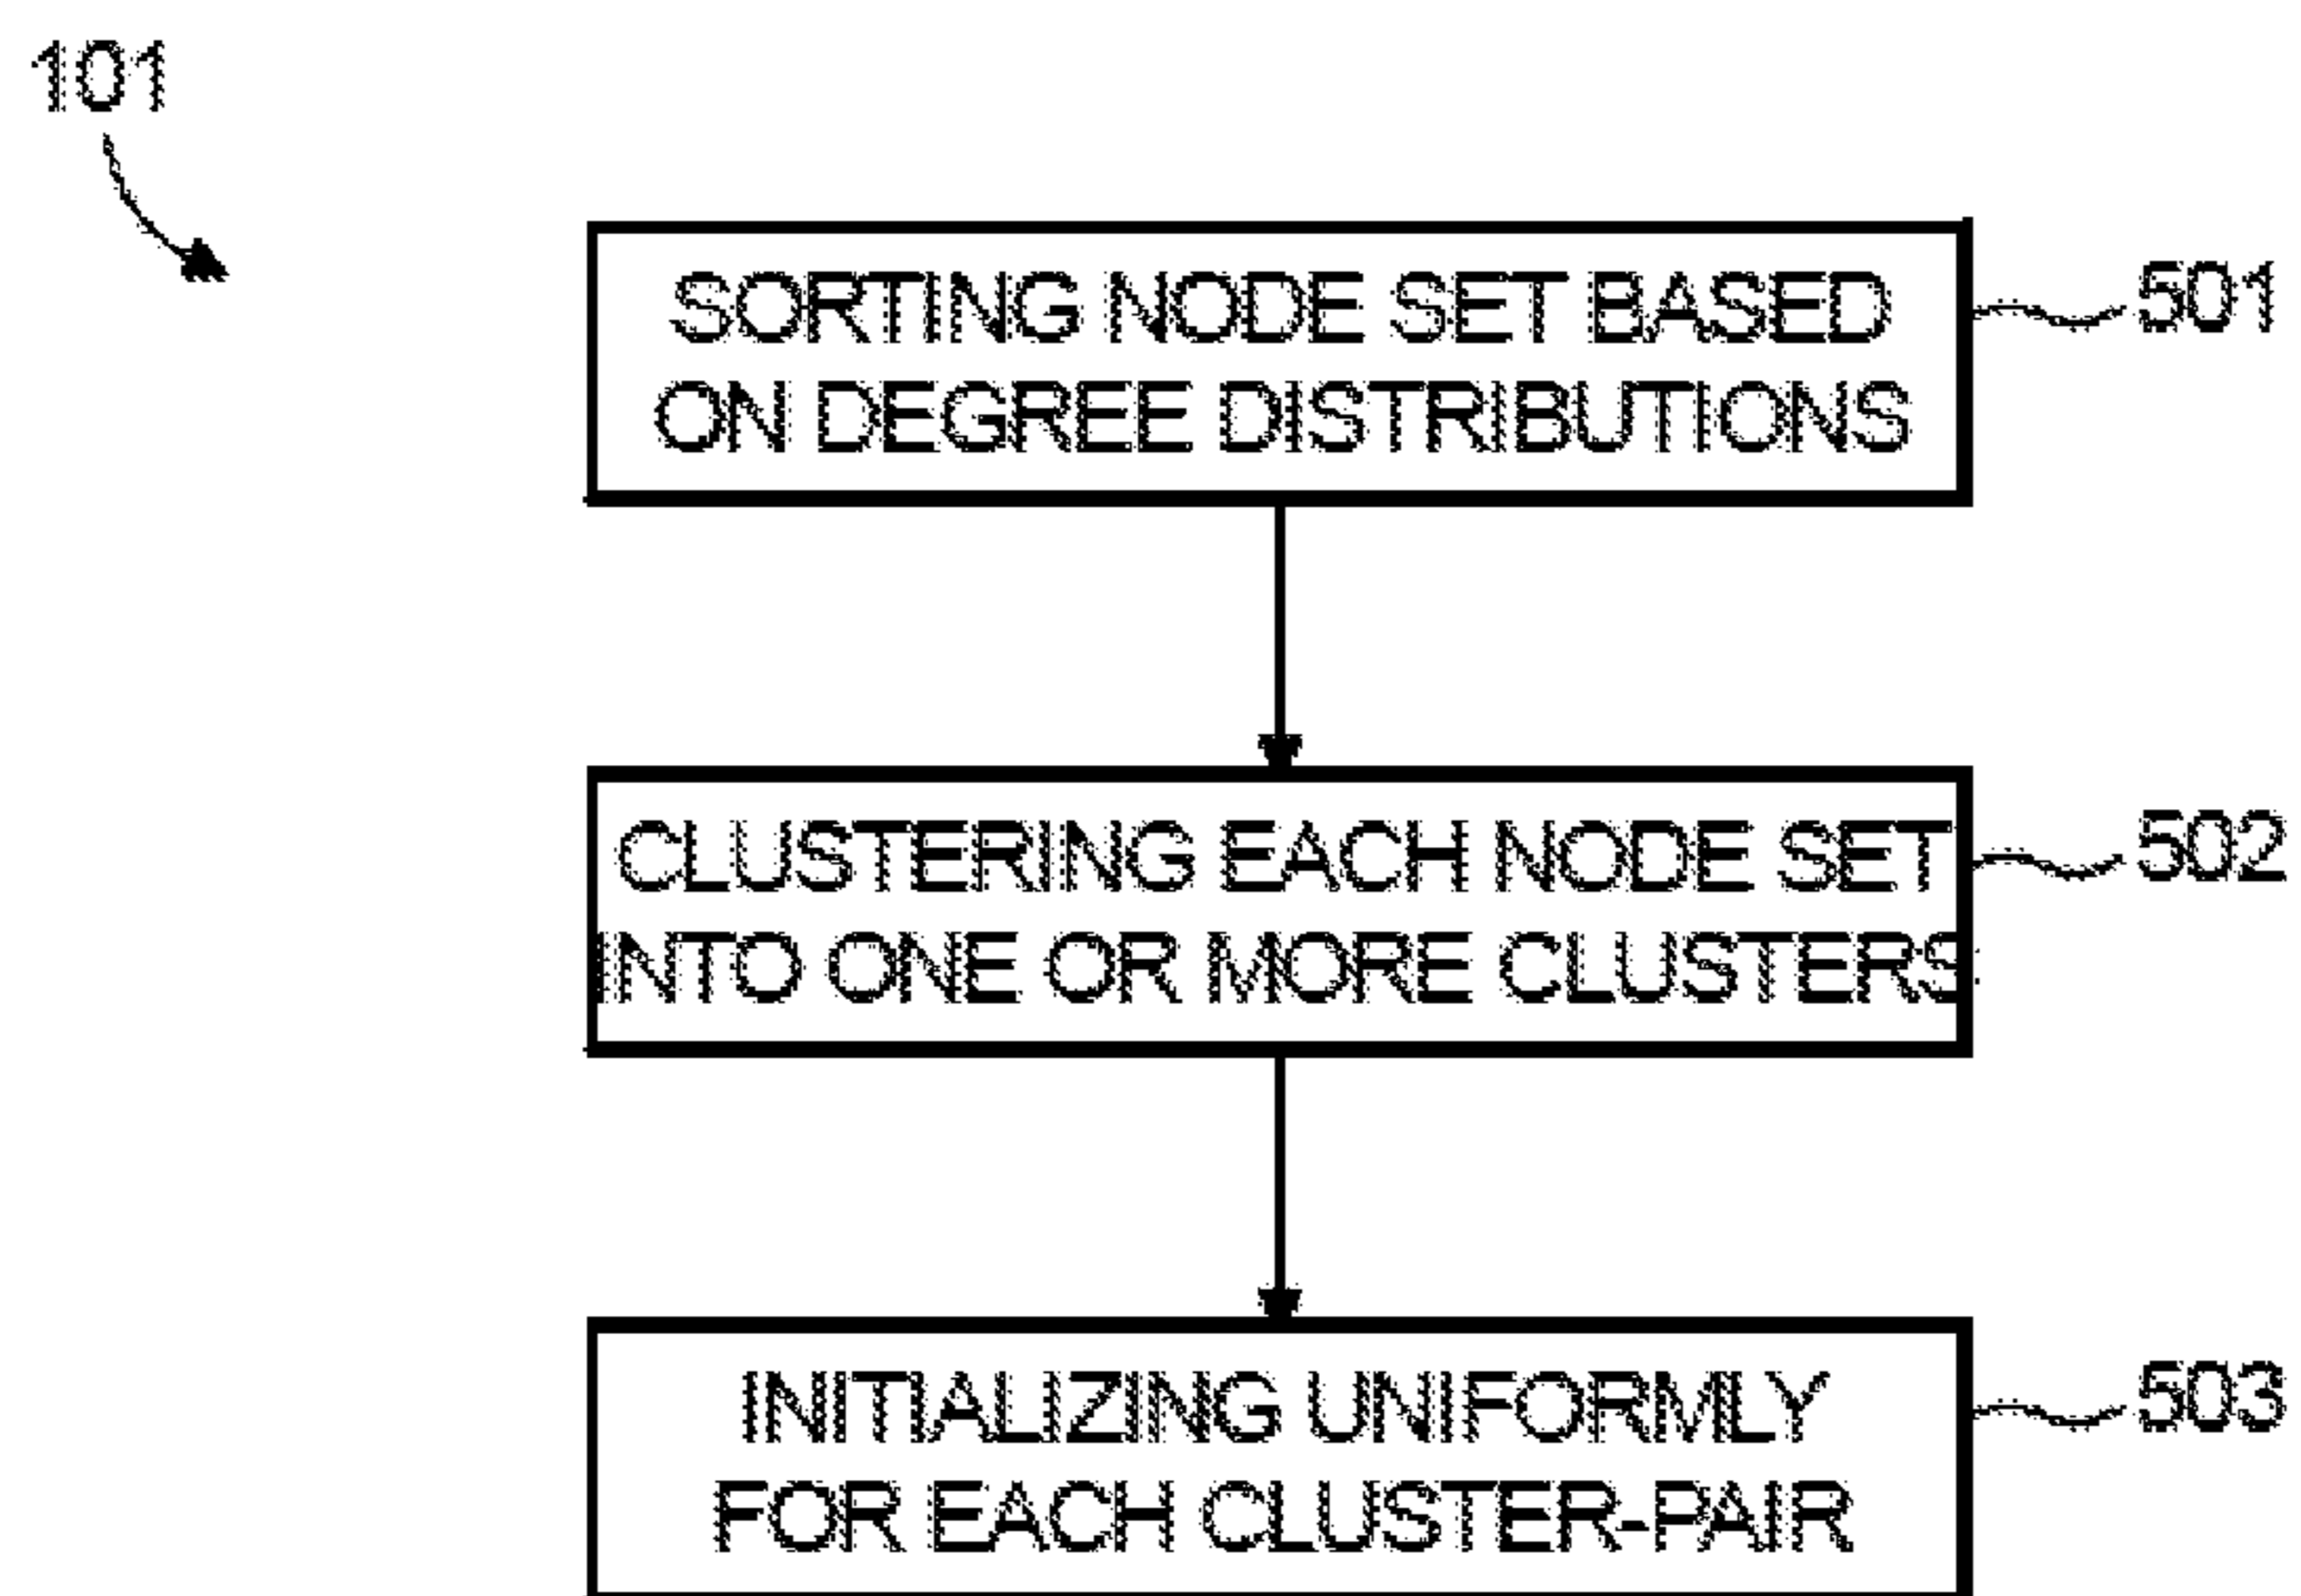 101
SORTING NODE SET BASED
ON DEGREE DISTRIBUTIONS
501
CLUSTERING EACH NODE SET
INTO ONE OR MORE CLUSTERS
502
INITIALIZING UNIFORMLY
FOR EACH CLUSTER-PAIR
503